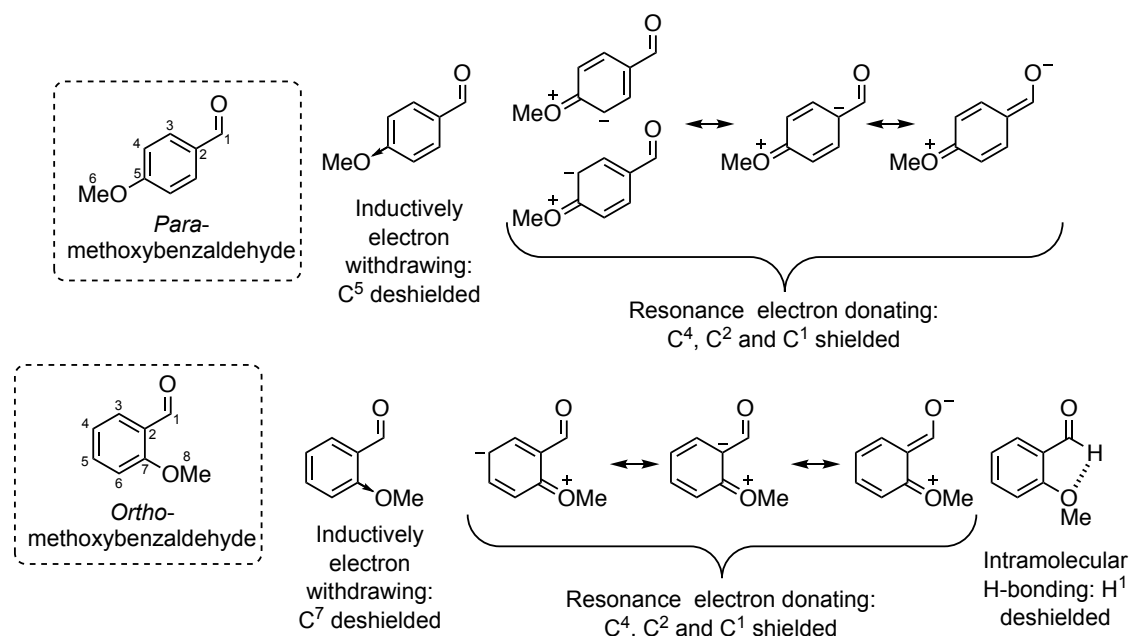 O
3
4
1
2
5
6
MeO
Para-
methoxybenzaldehyde
O
MeO
Inductively
electron
withdrawing:
C⁵ deshielded
O
+
MeO
−
O
−
+
MeO
O
−
+
MeO
O−
+
MeO
Resonance electron donating:
C⁴, C² and C¹ shielded
O
3
4
1
2
5
7
8
6
OMe
Ortho-
methoxybenzaldehyde
O
OMe
Inductively
electron
withdrawing:
C⁷ deshielded
O
−
+
OMe
O
−
+
OMe
O−
+
OMe
Resonance electron donating:
C⁴, C² and C¹ shielded
O
H
O
Me
Intramolecular
H-bonding: H¹
deshielded